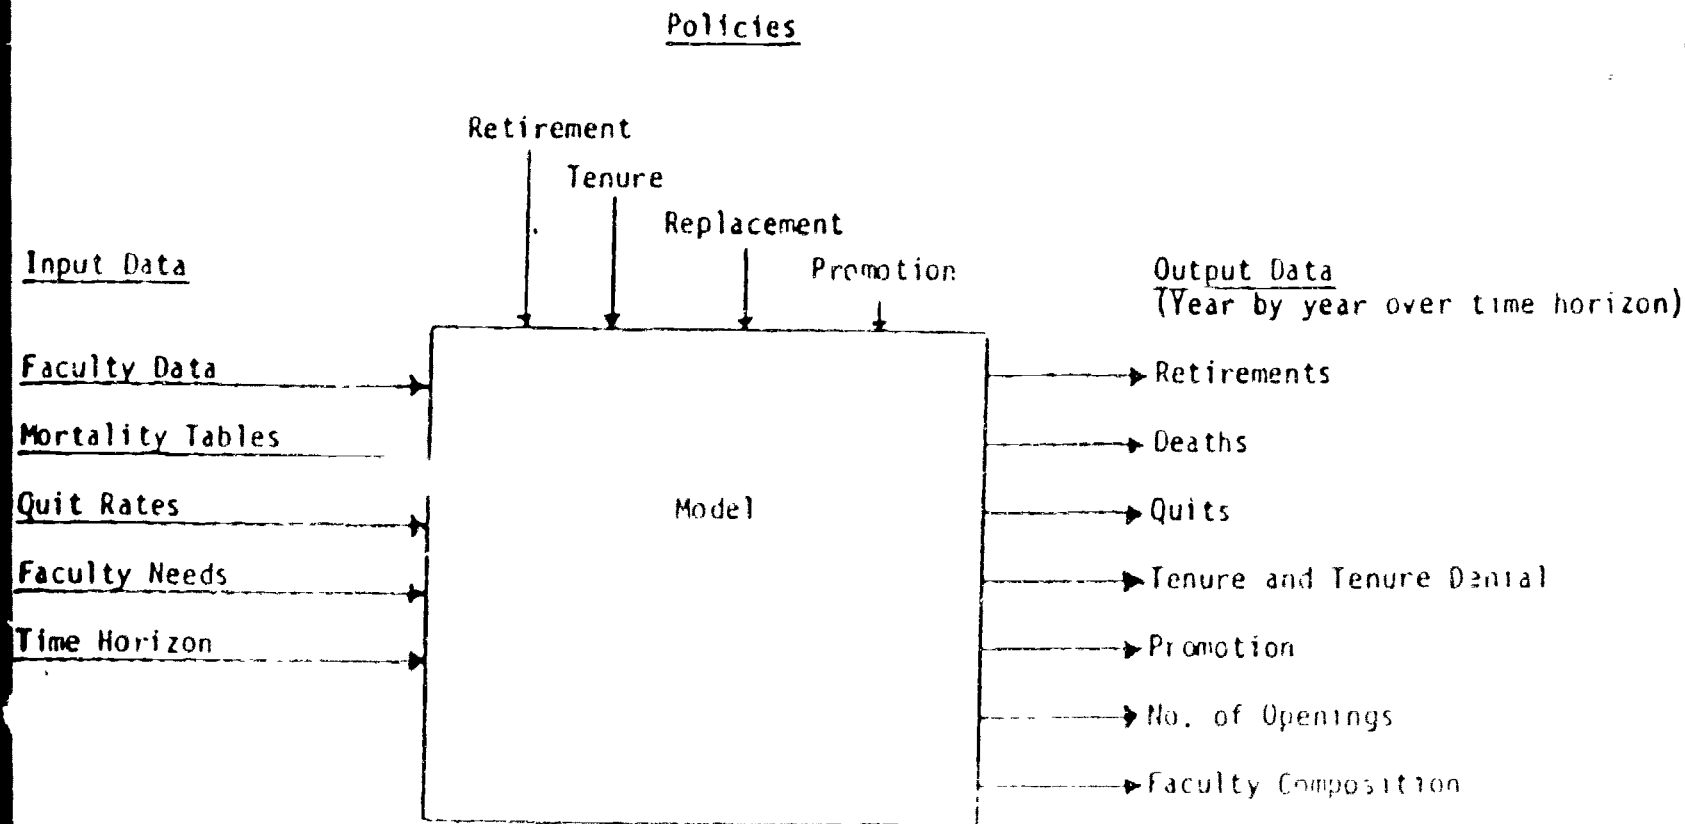 Policies
Retirement
Tenure
Replacement
Promotion
Input Data
Faculty Data
Mortality Tables
Quit Rates
Faculty Needs
Time Horizon
Model
Output Data
(Year by year over time horizon)
Retirements
Deaths
Quits
Tenure and Tenure Denial
Promotion
No. of Openings
Faculty Composition